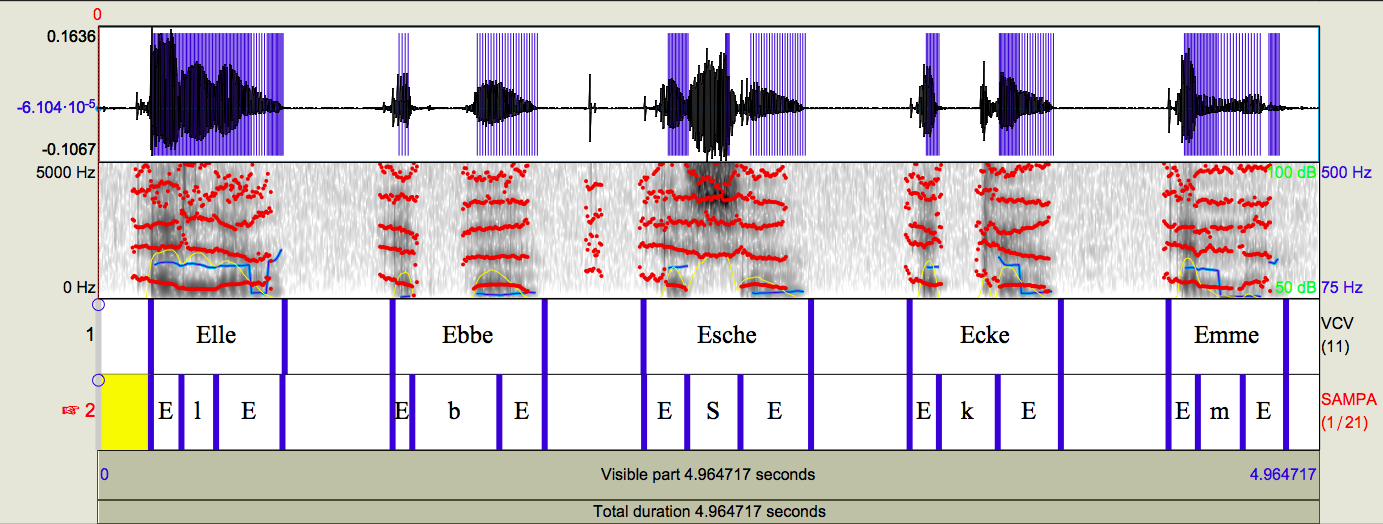 0
0.1636
-6.104·10⁻⁵
-0.1067
5000 Hz
100 dB 500 Hz
0 Hz
50 dB 75 Hz
1 Elle Ebbe Esche Ecke Emme VCV
(11)
☞ 2 E l E E b E E S E E k E E m E SAMPA
(1/21)
0 Visible part 4.964717 seconds 4.964717
Total duration 4.964717 seconds